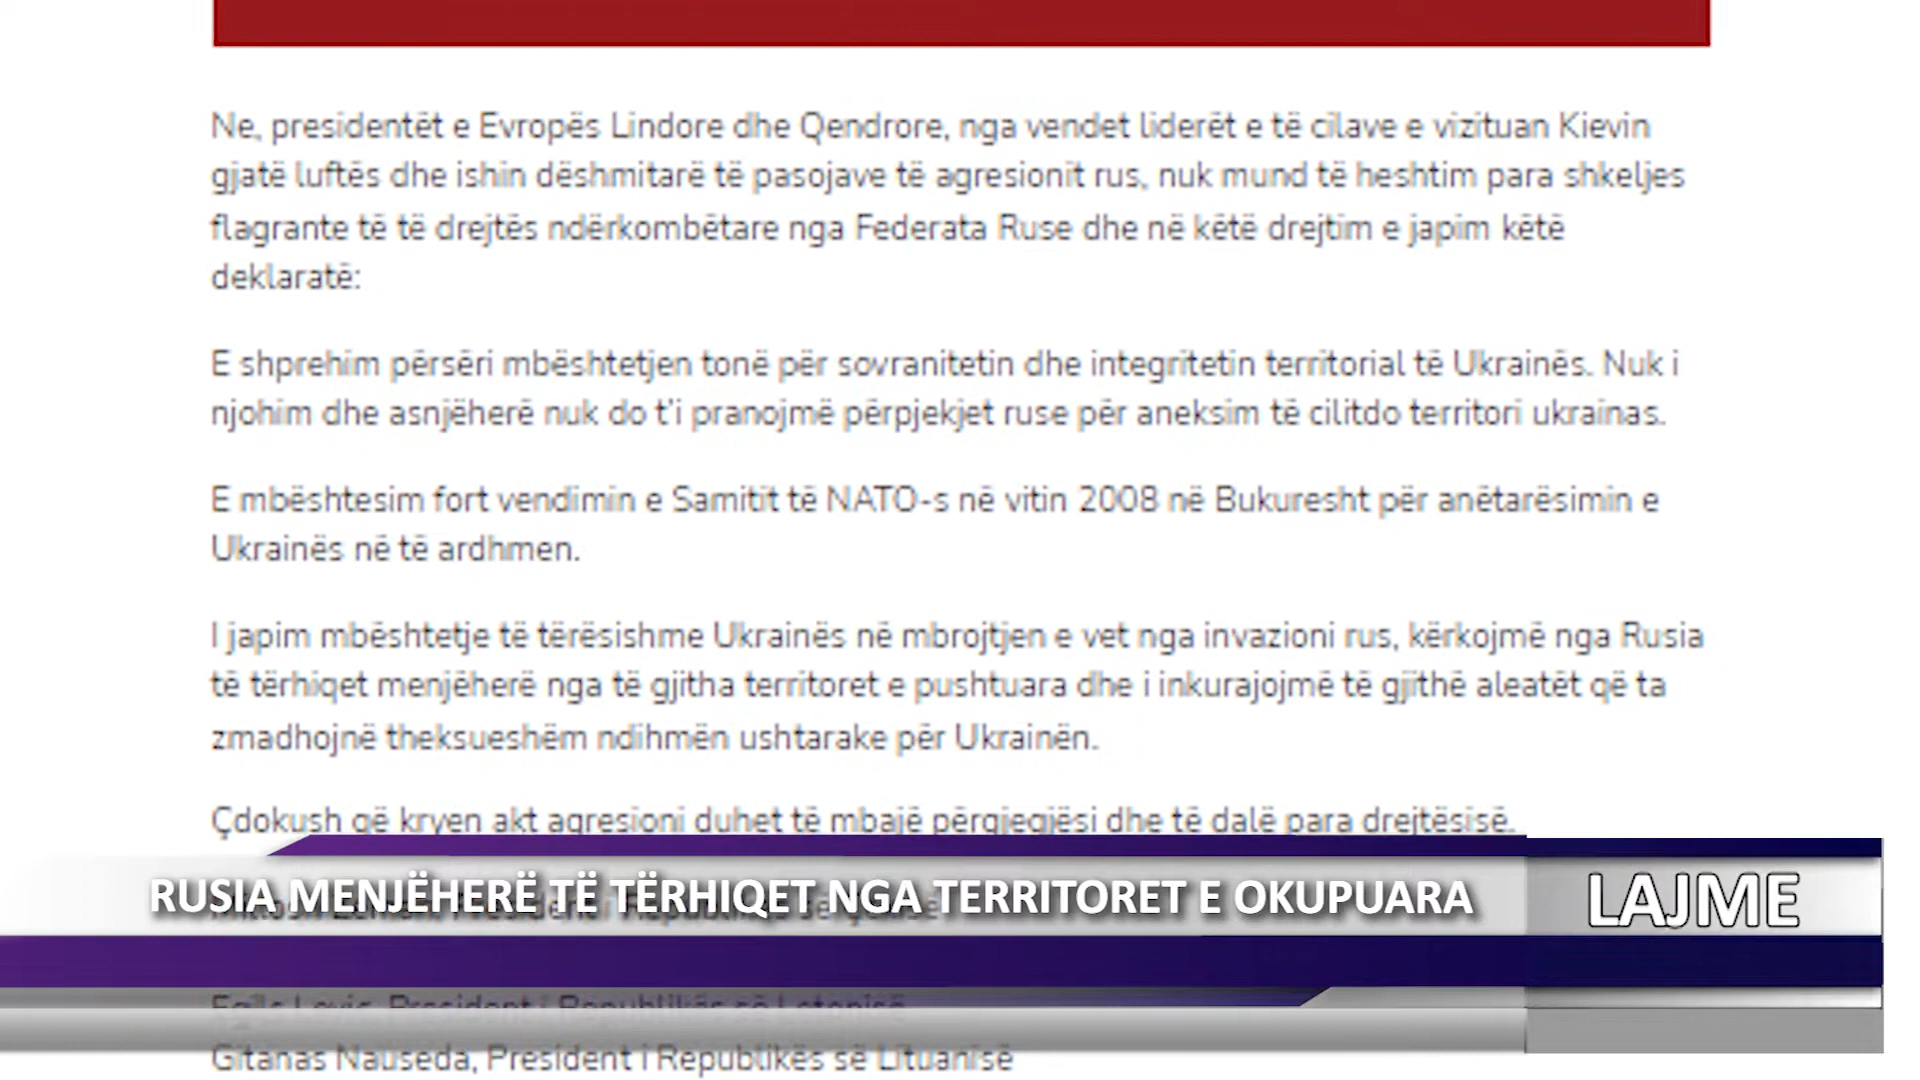 Ne, presidentët e Evropës Lindore dhe Qendrore, nga vendet liderët e të cilave e vizituan Kievin
gjatë luftës dhe ishin dëshmitarë të pasojave të agresionit rus, nuk mund të heshtim para shkeljes
flagrante të të drejtës ndërkombëtare nga Federata Ruse dhe në këtë drejtim e japim këtë
deklaratë:
E shprehim përsëri mbështetjen tonë për sovranitetin dhe integritetin territorial të Ukrainës. Nuk i
njohim dhe asnjëherë nuk do t'i pranojmë përpjekjet ruse për aneksim të cilitdo territori ukrainas.
E mbështesim fort vendimin e Samitit të NATO-s në vitin 2008 në Bukuresht për anëtarësimin e
Ukrainës në të ardhmen.
I japim mbështetje të tërësishme Ukrainës në mbrojtjen e vet nga invazioni rus, kërkojmë nga Rusia
të tërhiqet menjëherë nga të gjitha territoret e pushtuara dhe i inkurajojmë të gjithë aleatët që ta
zmadhojnë theksueshëm ndihmën ushtarake për Ukrainën.
Çdokush që kryen akt agresioni duhet të mbajë përgjegjësi dhe të dalë para drejtësisë.
RUSIA MENJËHERË TË TËRHIQET NGA TERRITORET E OKUPUARA
LAJME
Egils Levis, President i Republikës së Letonisë
Gitanas Nauseda, President i Republikës së Lituanisë